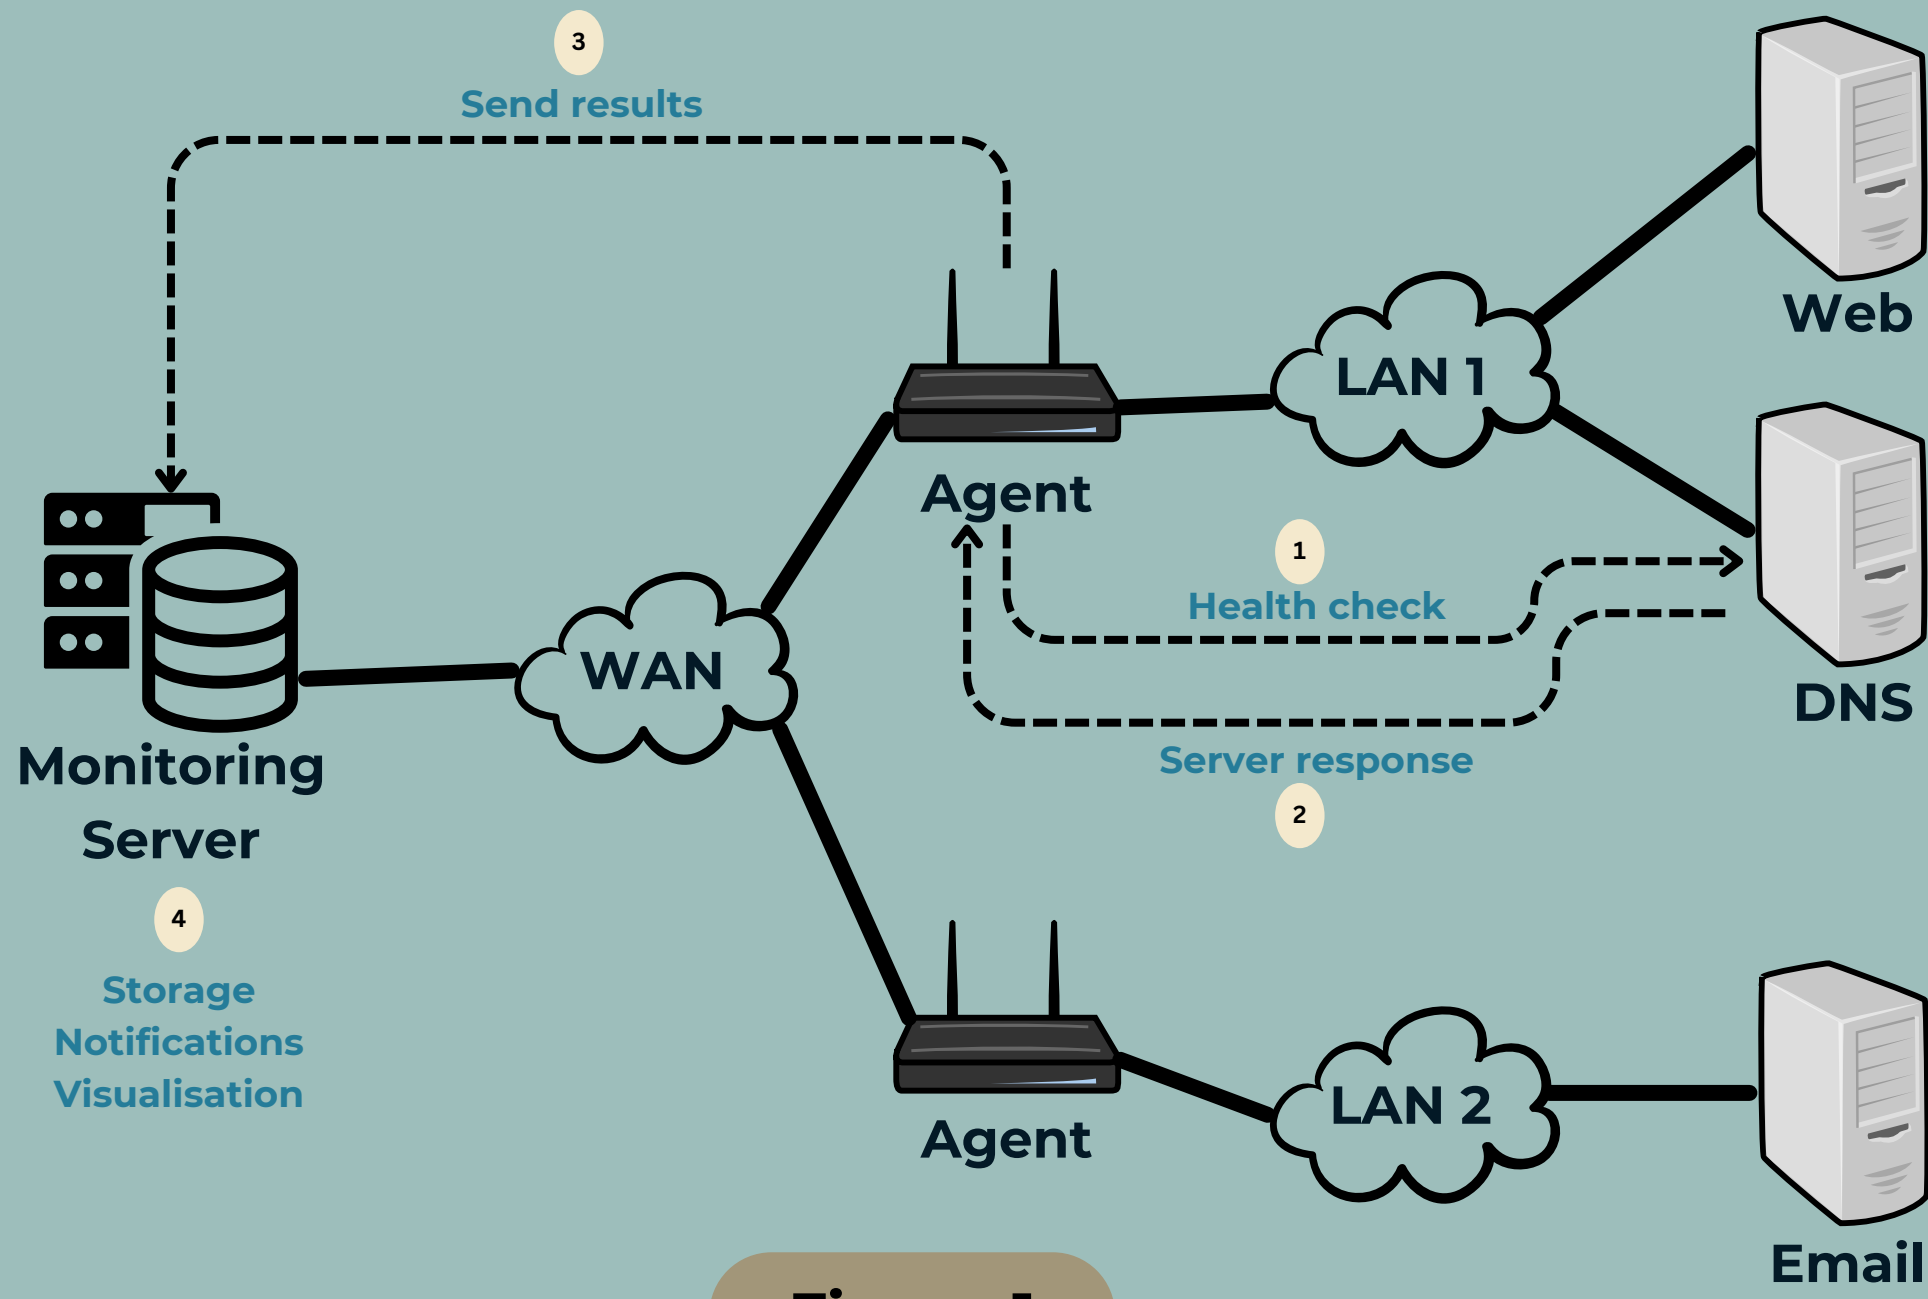 3
Send results
Web
LAN 1
Agent
1
Health check
WAN
DNS
Server response
2
Monitoring
Server
4
Storage
Notifications
Visualisation
Agent
LAN 2
Email